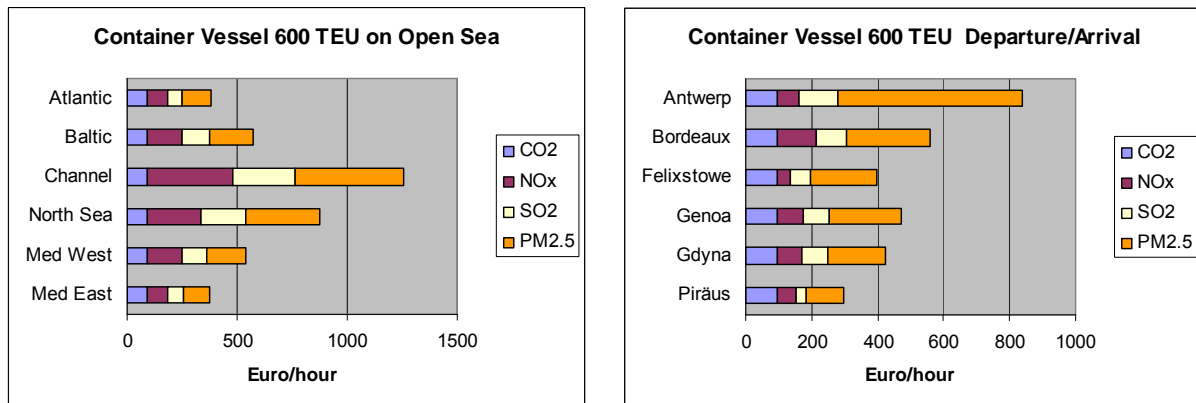 Container Vessel 600 TEU on Open Sea
Atlantic
Baltic
Channel
North Sea
Med West
Med East
0 500 1000 1500
Euro/hour
CO2
NOx
SO2
PM2.5
Container Vessel 600 TEU Departure/Arrival
Antwerp
Bordeaux
Felixstowe
Genoa
Gdyna
Piräus
0 200 400 600 800 1000
Euro/hour
CO2
NOx
SO2
PM2.5